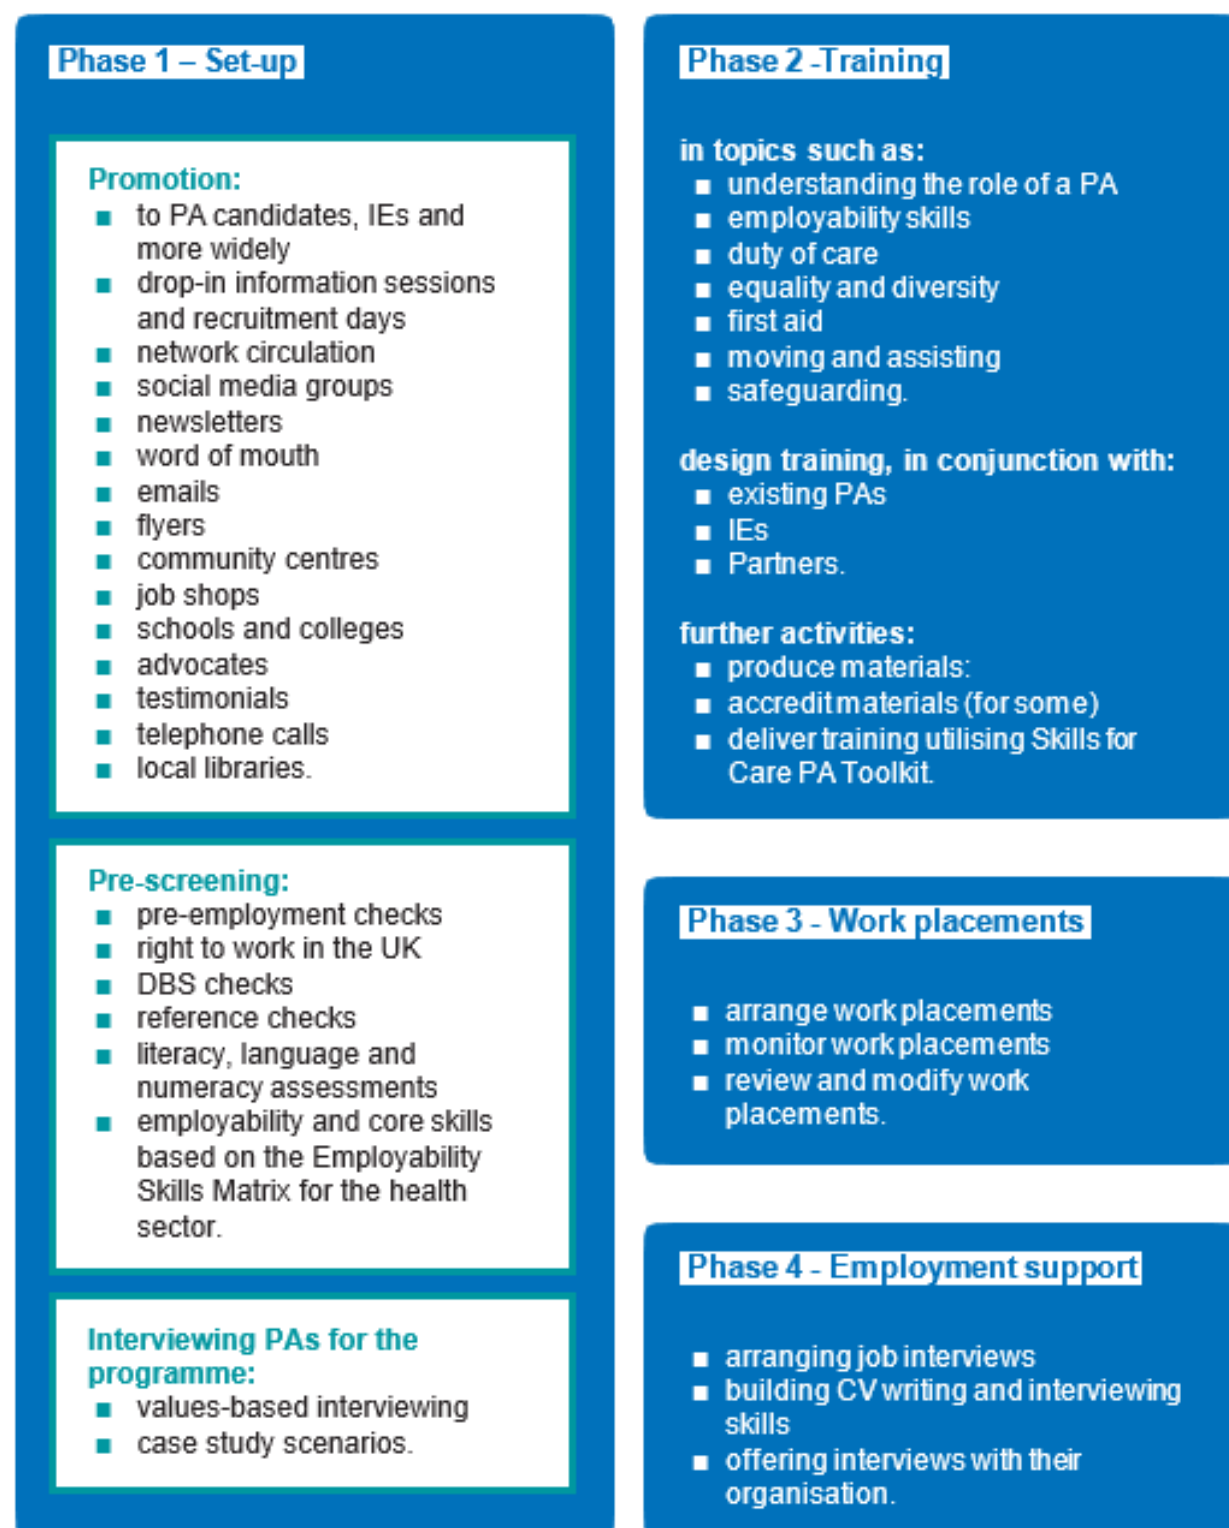 Phase 1 – Set-up
Promotion:
■ to PA candidates, IEs and
more widely
■ drop-in information sessions
and recruitment days
■ network circulation
■ social media groups
■ newsletters
■ word of mouth
■ emails
■ flyers
■ community centres
■ job shops
■ schools and colleges
■ advocates
■ testimonials
■ telephone calls
■ local libraries.
Pre-screening:
■ pre-employment checks
■ right to work in the UK
■ DBS checks
■ reference checks
■ literacy, language and
numeracy assessments
■ employability and core skills
based on the Employability
Skills Matrix for the health
sector.
Interviewing PAs for the
programme:
■ values-based interviewing
■ case study scenarios.
Phase 2 -Training
in topics such as:
■ understanding the role of a PA
■ employability skills
■ duty of care
■ equality and diversity
■ first aid
■ moving and assisting
■ safeguarding.
design training, in conjunction with:
■ existing PAs
■ IEs
■ Partners.
further activities:
■ produce materials:
■ accredit materials (for some)
■ deliver training utilising Skills for
Care PA Toolkit.
Phase 3 - Work placements
■ arrange work placements
■ monitor work placements
■ review and modify work
placements.
Phase 4 - Employment support
■ arranging job interviews
■ building CV writing and interviewing
skills
■ offering interviews with their
organisation.